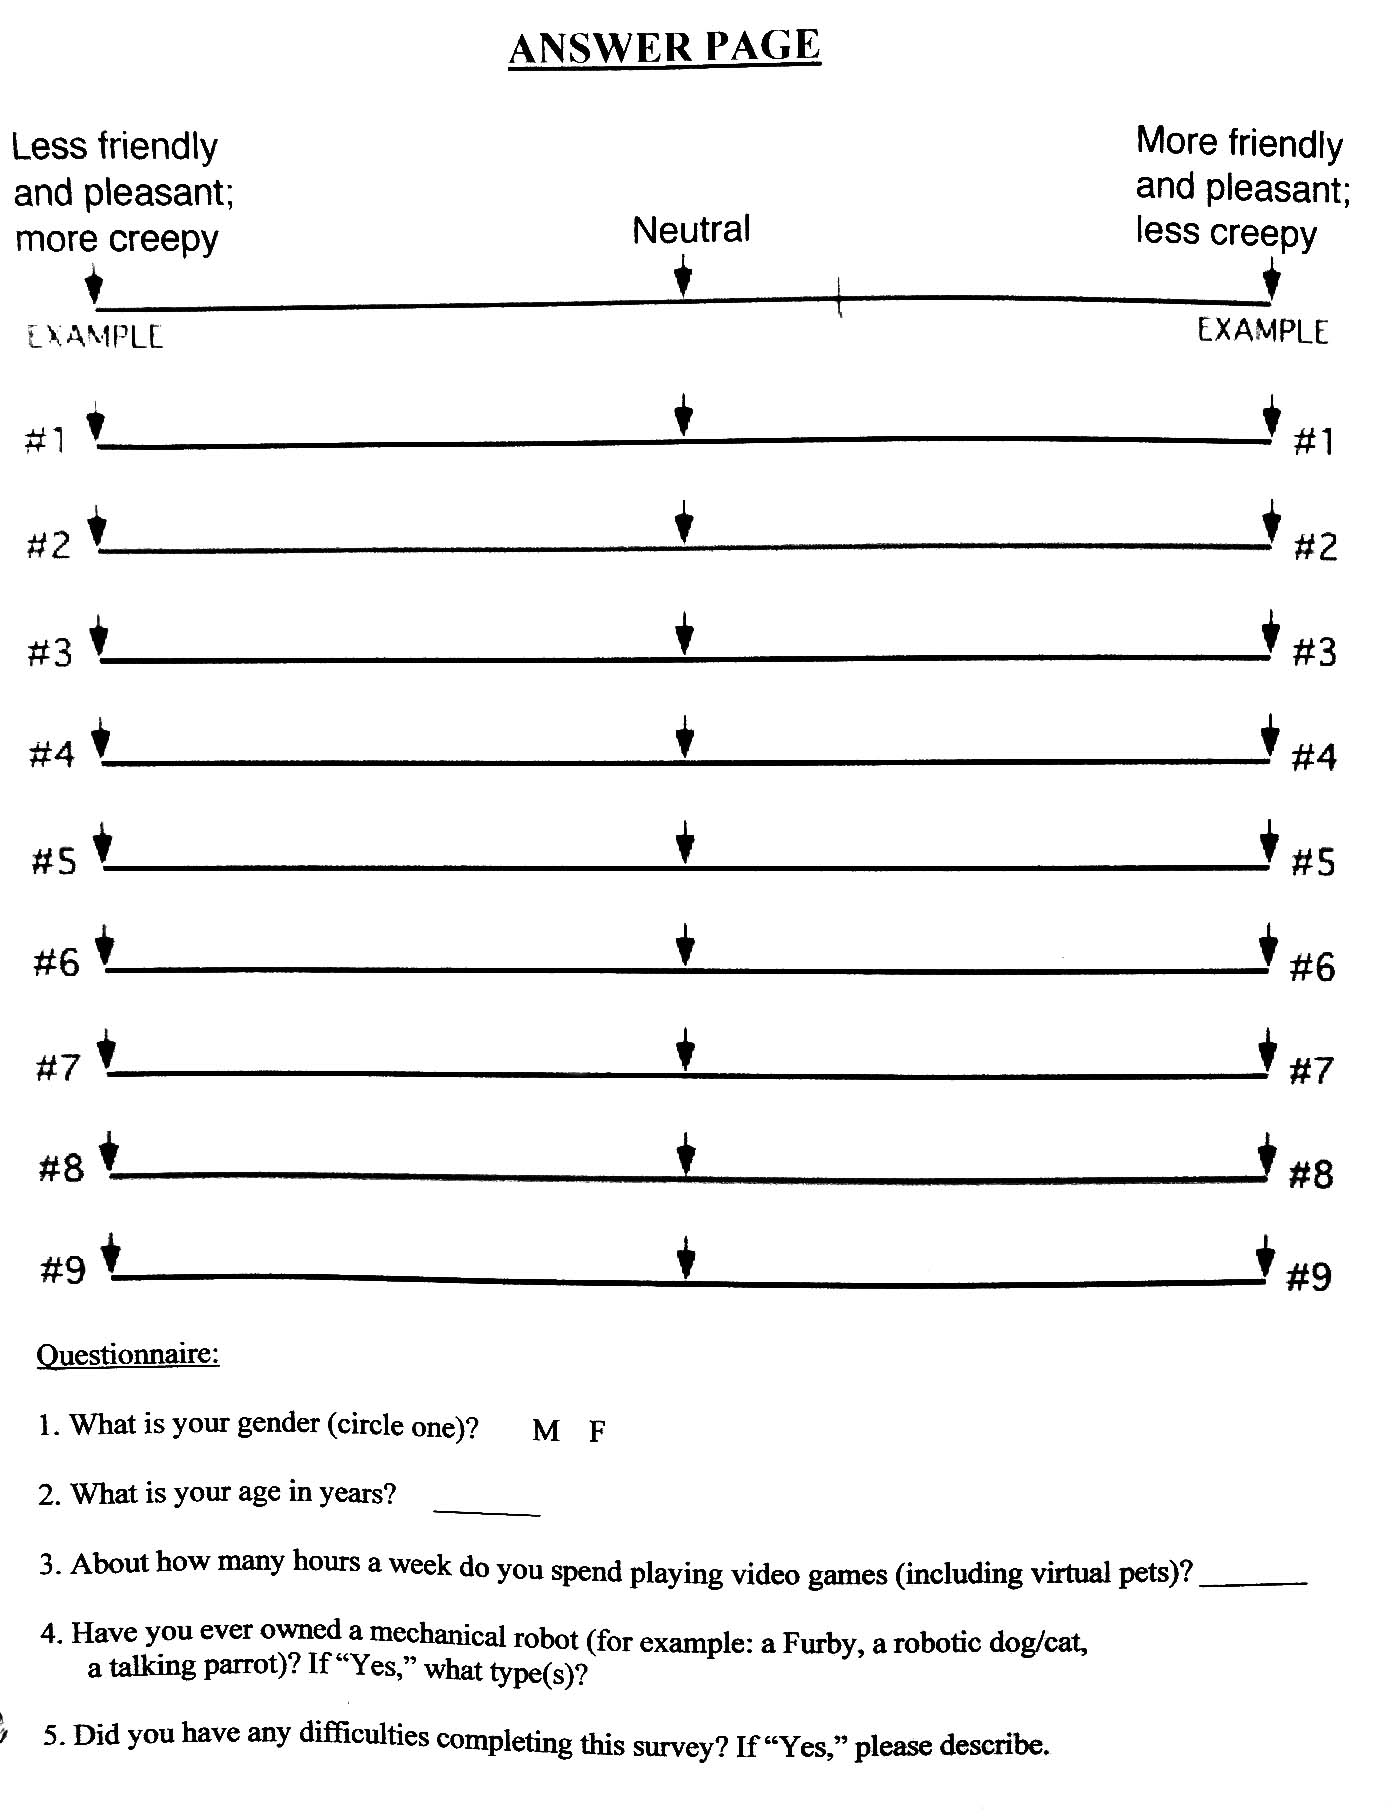 ANSWER PAGE
Less friendly
and pleasant;
more creepy
Neutral
More friendly
and pleasant;
less creepy
EXAMPLE EXAMPLE
#1 #1
#2 #2
#3 #3
#4 #4
#5 #5
#6 #6
#7 #7
#8 #8
#9 #9
Questionnaire:
1. What is your gender (circle one)? M F
2. What is your age in years? ______
3. About how many hours a week do you spend playing video games (including virtual pets)? ______
4. Have you ever owned a mechanical robot (for example: a Furby, a robotic dog/cat,
a talking parrot)? If “Yes,” what type(s)?
5. Did you have any difficulties completing this survey? If “Yes,” please describe.